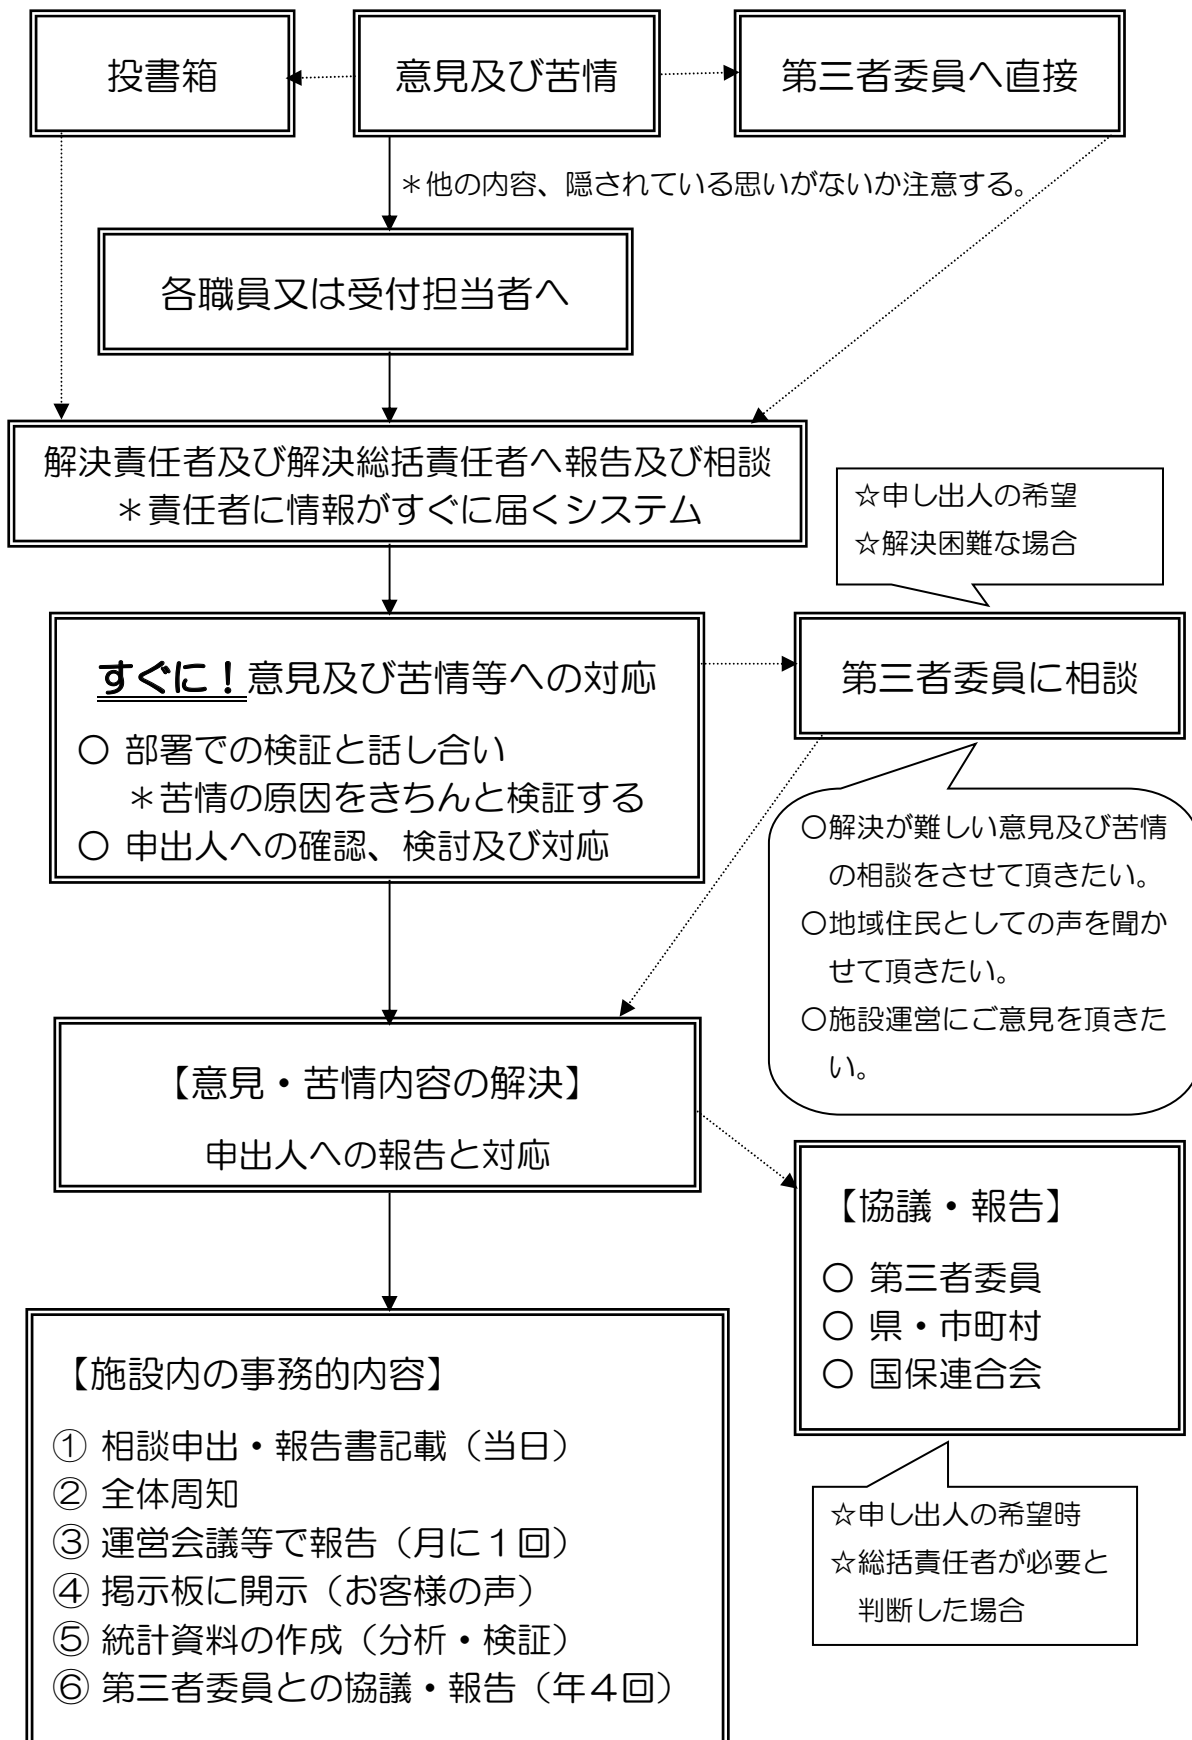 投書箱
意見及び苦情
第三者委員へ直接
＊他の内容、隠されている思いがないか注意する。
各職員又は受付担当者へ
解決責任者及び解決総括責任者へ報告及び相談
＊責任者に情報がすぐに届くシステム
☆申し出人の希望
☆解決困難な場合
すぐに！意見及び苦情等への対応
○ 部署での検証と話し合い
＊苦情の原因をきちんと検証する
○ 申出人への確認、検討及び対応
第三者委員に相談
○解決が難しい意見及び苦情
の相談をさせて頂きたい。
○地域住民としての声を聞か
せて頂きたい。
○施設運営にご意見を頂きた
い。
【意見・苦情内容の解決】
申出人への報告と対応
【協議・報告】
○ 第三者委員
○ 県・市町村
○ 国保連合会
☆申し出人の希望時
☆総括責任者が必要と
判断した場合
【施設内の事務的内容】
① 相談申出・報告書記載（当日）
② 全体周知
③ 運営会議等で報告（月に１回）
④ 掲示板に開示（お客様の声）
⑤ 統計資料の作成（分析・検証）
⑥ 第三者委員との協議・報告（年４回）